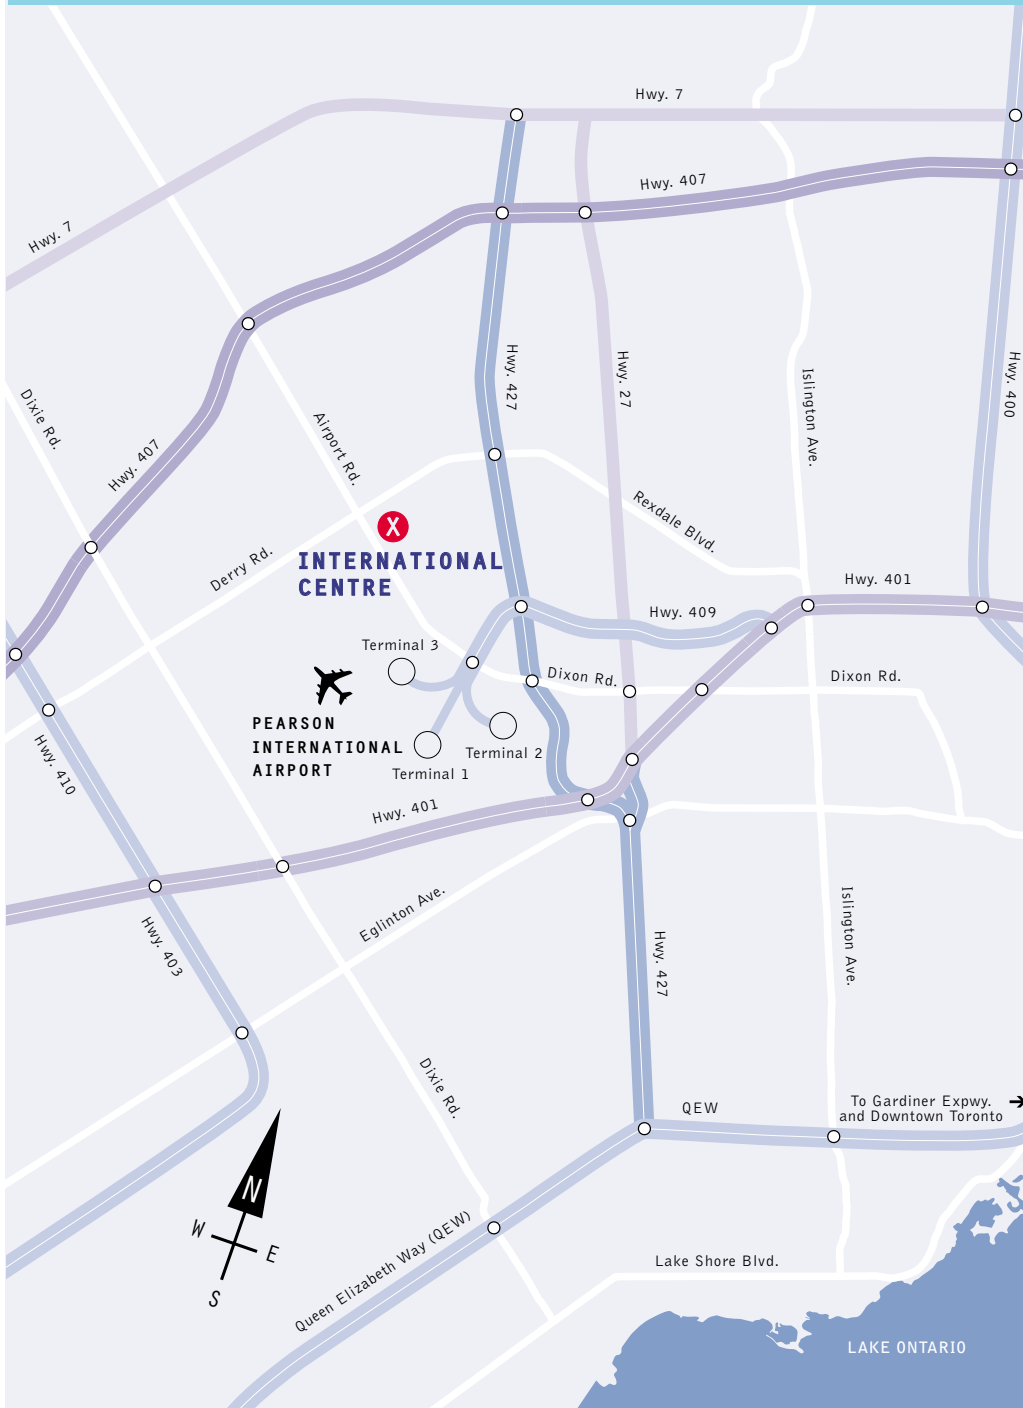 Hwy. 7
Hwy. 407
Hwy. 7
Hwy. 427
Hwy. 27
Islington Ave.
Hwy. 400
Dixie Rd.
Airport Rd.
Hwy. 407
Rexdale Blvd.
X
INTERNATIONAL
CENTRE
Derry Rd.
Hwy. 401
Hwy. 409
Terminal 3
Dixon Rd.
Dixon Rd.
PEARSON
INTERNATIONAL
AIRPORT
Terminal 2
Terminal 1
Hwy. 410
Hwy. 401
Eglinton Ave.
Islington Ave.
Hwy. 403
Hwy. 427
Dixie Rd.
QEW
To Gardiner Expwy.
and Downtown Toronto
N
W
E
S
Queen Elizabeth Way (QEW)
Lake Shore Blvd.
LAKE ONTARIO